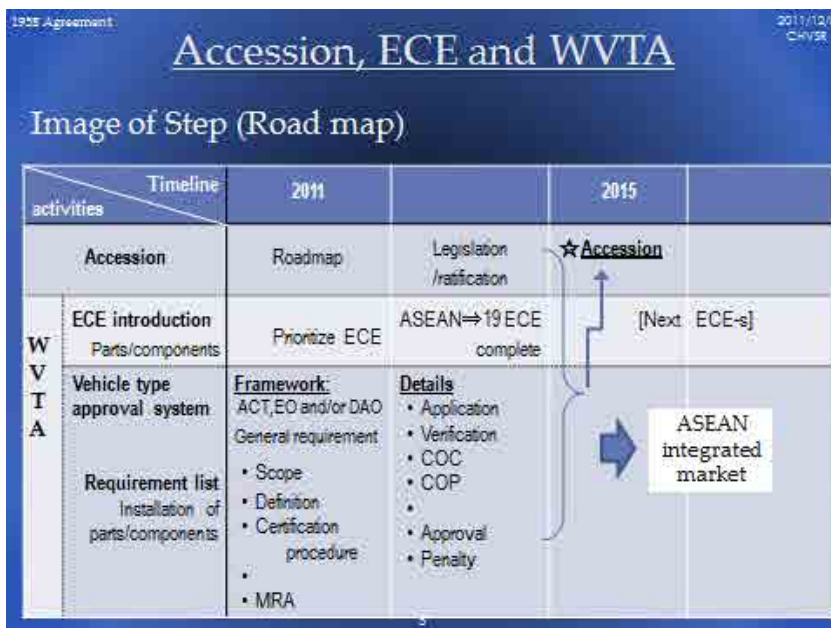 1958 Agreement
2011/12/
CHVSR
Accession, ECE and WVTA
Image of Step (Road map)
Timeline
activities
2011
2015
Accession
Roadmap
Legislation
/ratification
☆Accession
WVTA
ECE introduction
Parts/components
Prioritize ECE
ASEAN⇒19 ECE
complete
[Next ECE-s]
Vehicle type
approval system
Requirement list
Installation of
parts/components
Framework:
ACT,EO and/or DAO
General requirement
• Scope
• Definition
• Certification
procedure
•
• MRA
Details
• Application
• Verification
• COC
• COP
•
• Approval
• Penalty
ASEAN
integrated
market